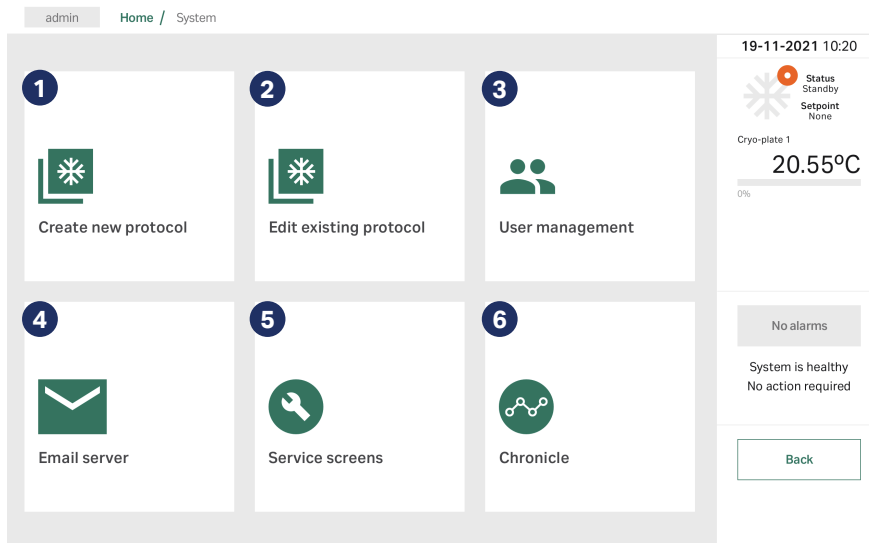 admin
Home / System
19-11-2021 10:20
Status
Standby
Setpoint
None
Cryo-plate 1
20.55ºC
0%
1
Create new protocol
2
Edit existing protocol
3
User management
4
Email server
5
Service screens
6
Chronicle
No alarms
System is healthy
No action required
Back